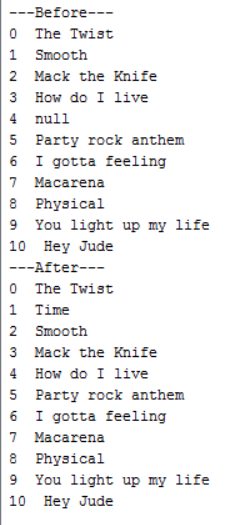 ---Before---
0  The Twist
1  Smooth
2  Mack the Knife
3  How do I live
4  null
5  Party rock anthem
6  I gotta feeling
7  Macarena
8  Physical
9  You light up my life
10  Hey Jude
---After---
0  The Twist
1  Time
2  Smooth
3  Mack the Knife
4  How do I live
5  Party rock anthem
6  I gotta feeling
7  Macarena
8  Physical
9  You light up my life
10  Hey Jude